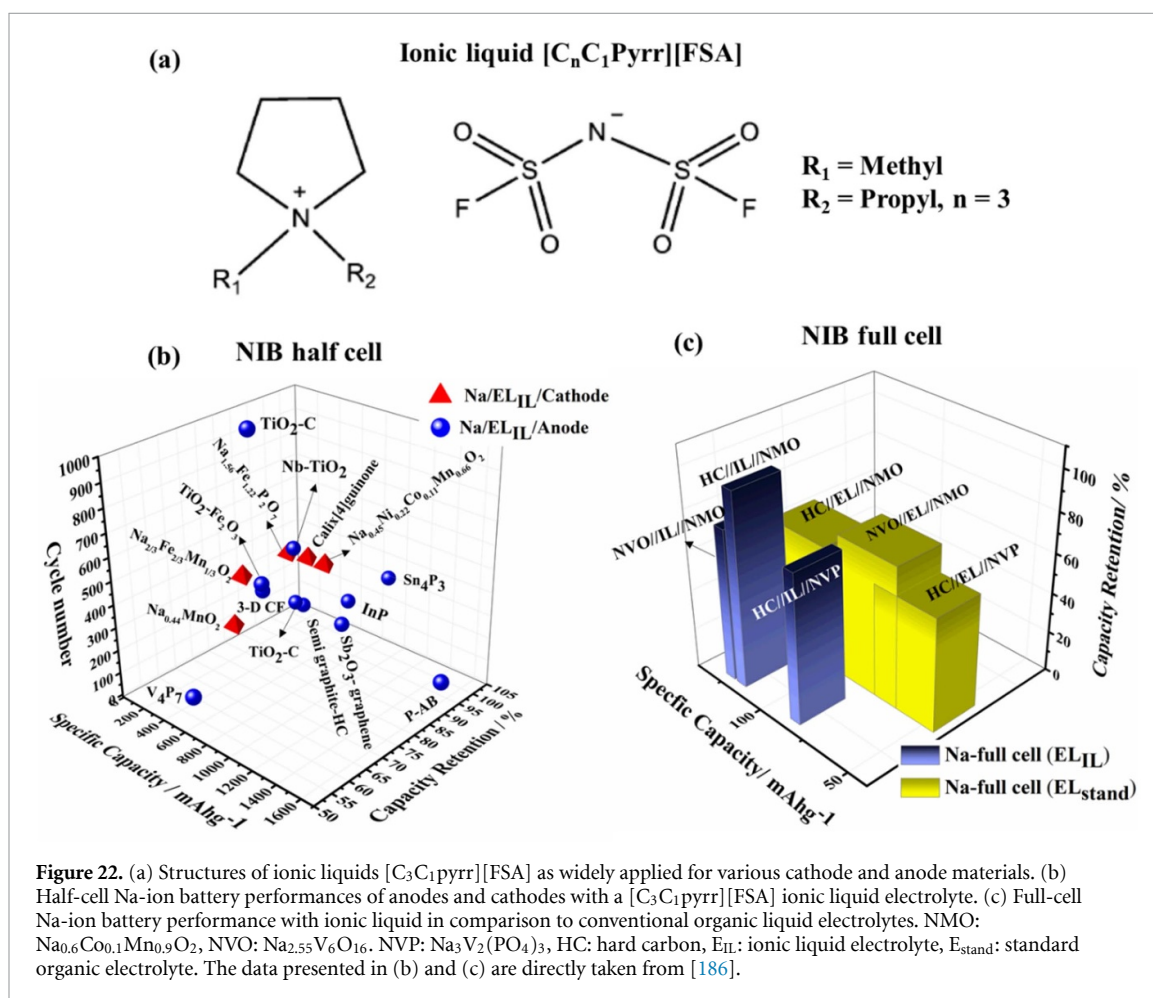 (a)
Ionic liquid [CₙC₁Pyrr][FSA]
N
+
R₁
R₂
O
N
−
O
S
S
F
F
O
O
R₁ = Methyl
R₂ = Propyl, n = 3
(b)
NIB half cell
Na/EL_IL/Cathode
Na/EL_IL/Anode
Cycle number
1000
900
800
700
600
500
400
300
200
100
0
TiO₂-C
Na₁.₅₆Fe₁.₂₂P₂O₇
Nb-TiO₂
Calix[4]guinone
Na₀.₄₅Ni₀.₂₂Co₀.₁₁Mn₀.₆₆O₂
TiO₂-Fe₂O₃
Na₂/₃Fe₂/₃Mn₁/₃O₂
Sn₄P₃
3-D CF
InP
Na₀.₄₄MnO₂
TiO₂-C
Semi graphite-HC
Sb₂O₃- graphene
P-AB
V₄P₇
200
400
600
800
1000
1200
1400
1600
Specific Capacity / mAhg⁻¹
50
55
60
65
70
75
80
85
90
95
100
105
Capacity Retention / %
(c)
NIB full cell
NVO//IL//NMO
HC//IL//NMO
HC//EL//NMO
NVO//EL//NMO
HC//IL//NVP
HC//EL//NVP
100
80
60
40
20
0
Capacity Retention/ %
100
50
Specfic Capacity/ mAhg⁻¹
Na-full cell (EL_IL)
Na-full cell (EL_stand)
Figure 22. (a) Structures of ionic liquids [C₃C₁pyrr][FSA] as widely applied for various cathode and anode materials. (b)
Half-cell Na-ion battery performances of anodes and cathodes with a [C₃C₁pyrr][FSA] ionic liquid electrolyte. (c) Full-cell
Na-ion battery performance with ionic liquid in comparison to conventional organic liquid electrolytes. NMO:
Na₀.₆Co₀.₁Mn₀.₉O₂, NVO: Na₂.₅₅V₆O₁₆. NVP: Na₃V₂(PO₄)₃, HC: hard carbon, E_IL: ionic liquid electrolyte, E_stand: standard
organic electrolyte. The data presented in (b) and (c) are directly taken from [186].